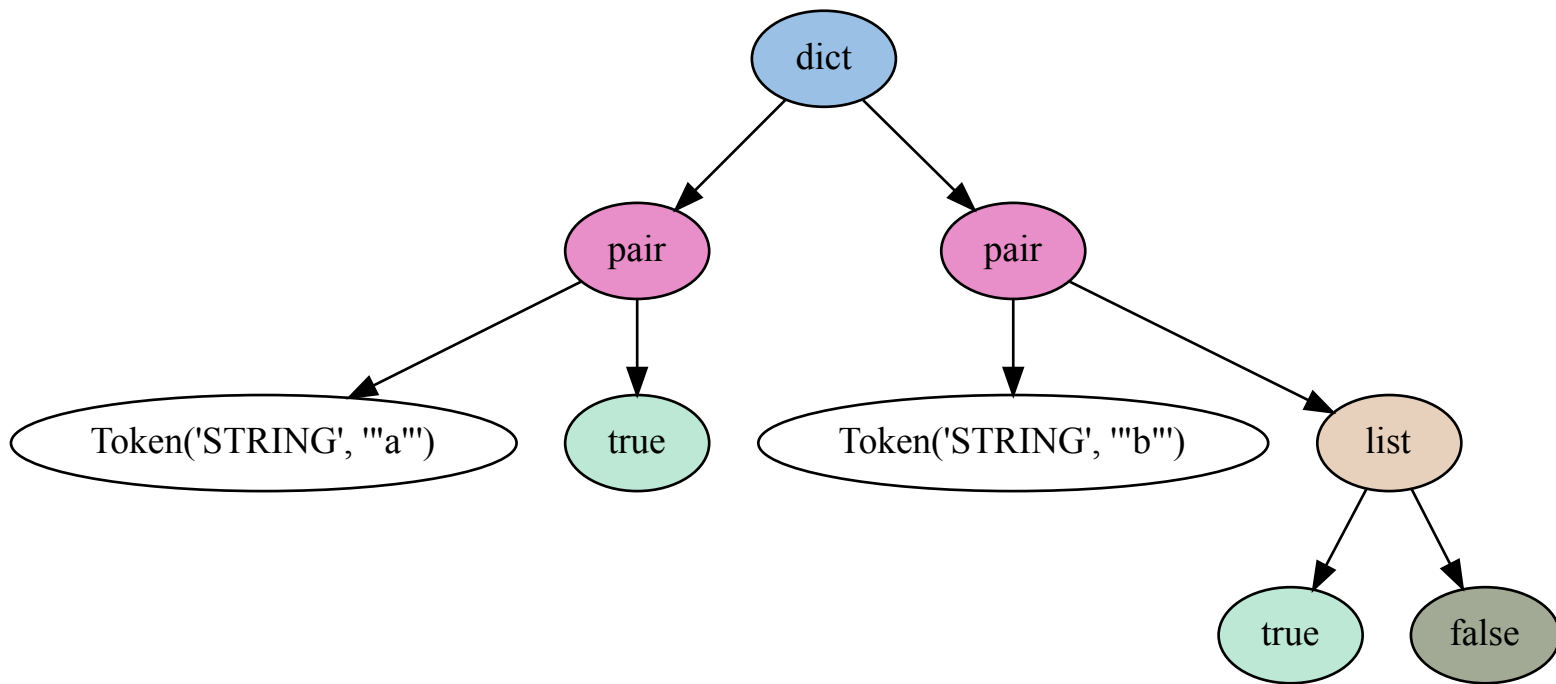 dict
pair
pair
Token('STRING', '"a"')
true
Token('STRING', '"b"')
list
true
false